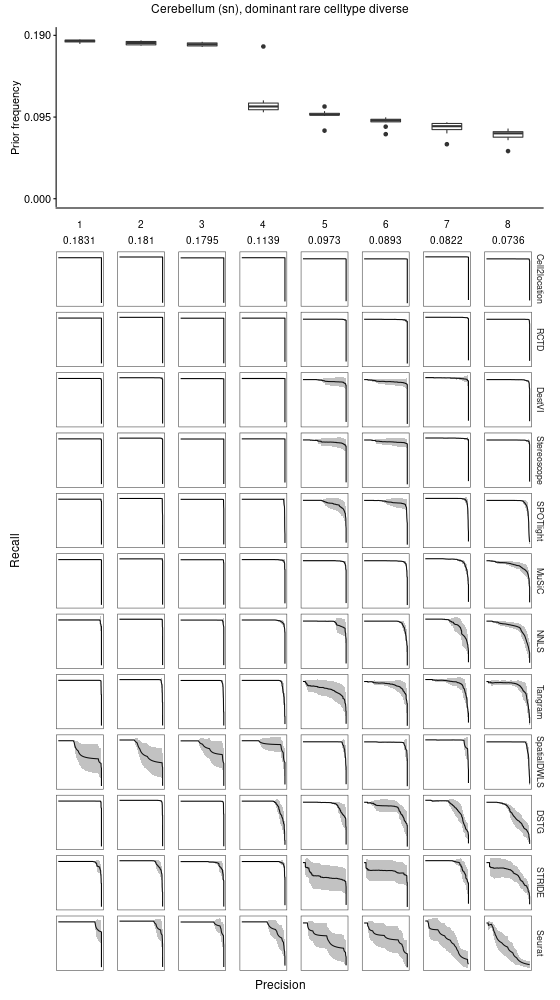 Cerebellum (sn), dominant rare celltype diverse
Prior frequency
0.190
0.095
0.000
1 2 3 4 5 6 7 8
0.1831 0.181 0.1795 0.1139 0.0973 0.0893 0.0822 0.0736
Cell2location
RCTD
DestVI
Stereoscope
SPOTlight
MuSiC
NNLS
Tangram
SpatialDWLS
DSTG
STRIDE
Seurat
Recall
Precision